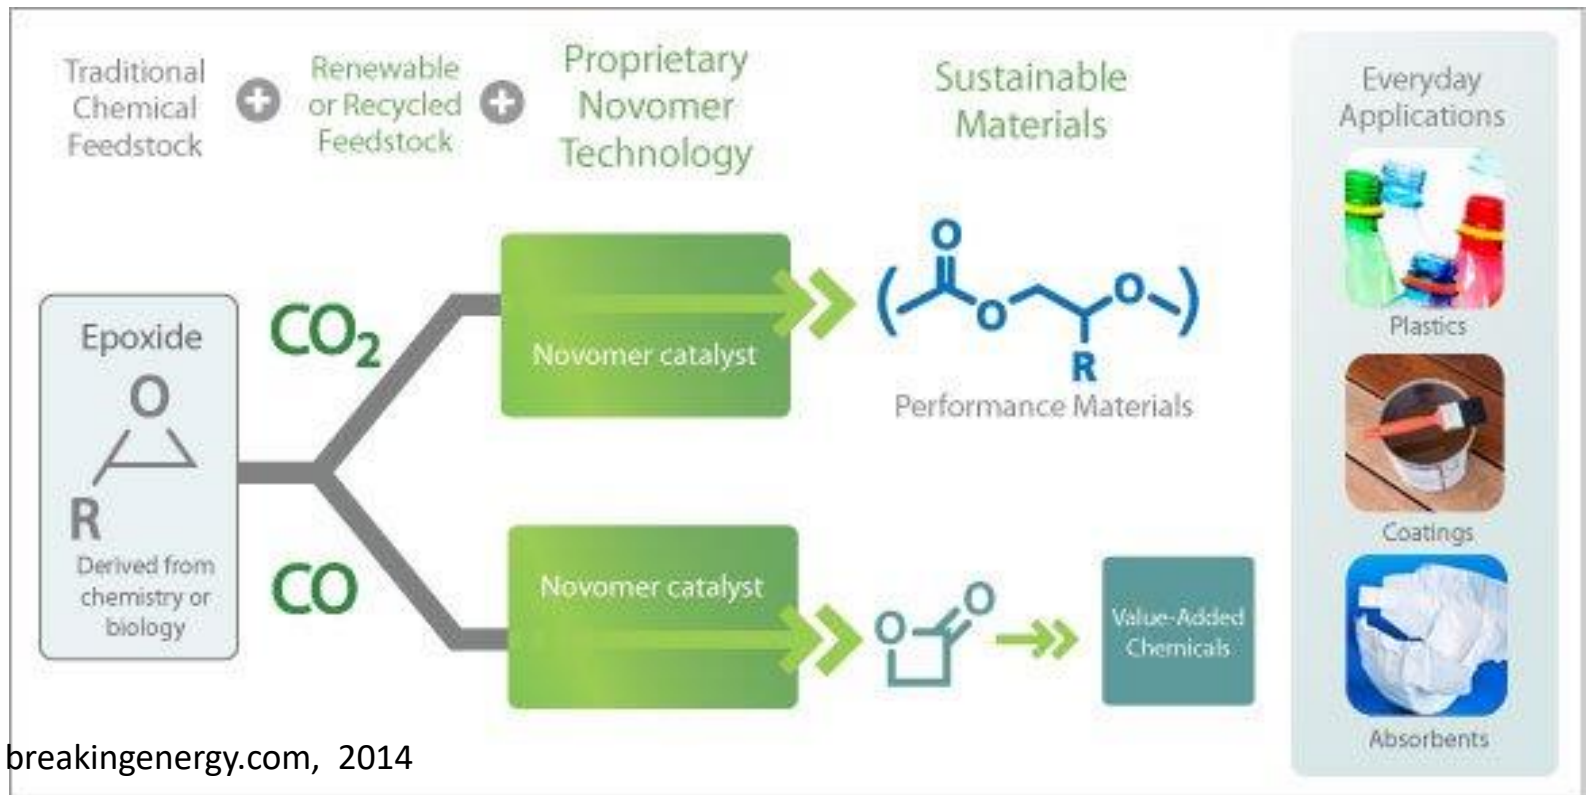 Traditional
Chemical
Feedstock
Renewable
or Recycled
Feedstock
Proprietary
Novomer
Technology
Sustainable
Materials
Everyday
Applications
Epoxide
O
R
Derived from
chemistry or
biology
CO₂
Novomer catalyst
O
O
O
R
Performance Materials
CO
Novomer catalyst
O
O
Value-Added
Chemicals
Plastics
Coatings
Absorbents
breakingenergy.com, 2014